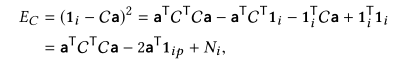 E_C = (1_i − Ca)² = a^T C^T Ca − a^T C^T 1_i − 1_i^T Ca + 1_i^T 1_i
= a^T C^T Ca − 2a^T 1_{ip} + N_i,